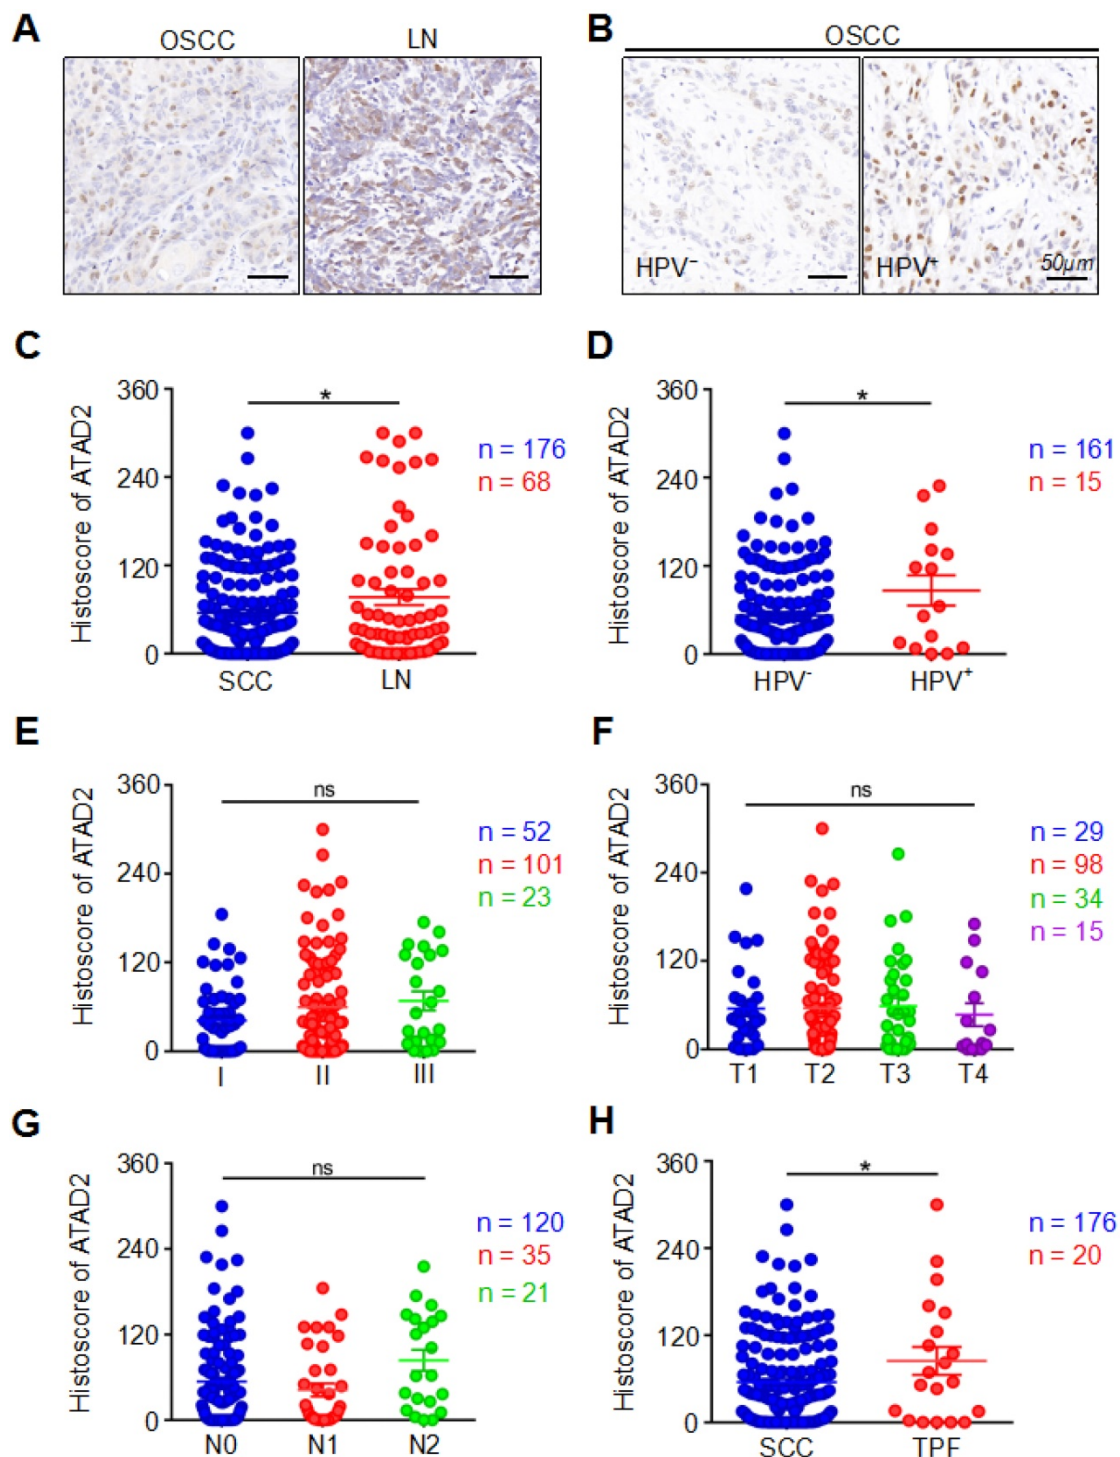 A
OSCC
LN
B
OSCC
HPV⁻
HPV⁺
50µm
C
Histoscore of ATAD2
360
240
120
0
*
SCC
LN
n = 176
n = 68
D
Histoscore of ATAD2
360
240
120
0
*
HPV⁻
HPV⁺
n = 161
n = 15
E
Histoscore of ATAD2
360
240
120
0
ns
I
II
III
n = 52
n = 101
n = 23
F
Histoscore of ATAD2
360
240
120
0
ns
T1
T2
T3
T4
n = 29
n = 98
n = 34
n = 15
G
Histoscore of ATAD2
360
240
120
0
ns
N0
N1
N2
n = 120
n = 35
n = 21
H
Histoscore of ATAD2
360
240
120
0
*
SCC
TPF
n = 176
n = 20